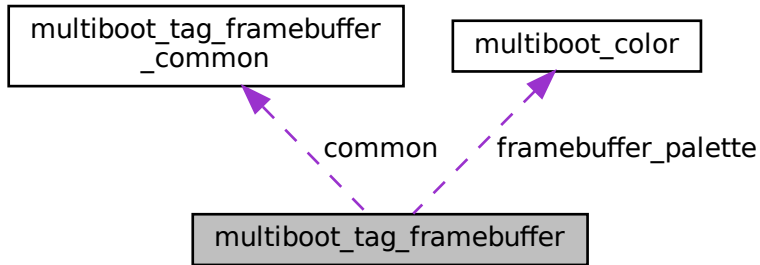 multiboot_tag_framebuffer
_common
multiboot_color
common
framebuffer_palette
multiboot_tag_framebuffer